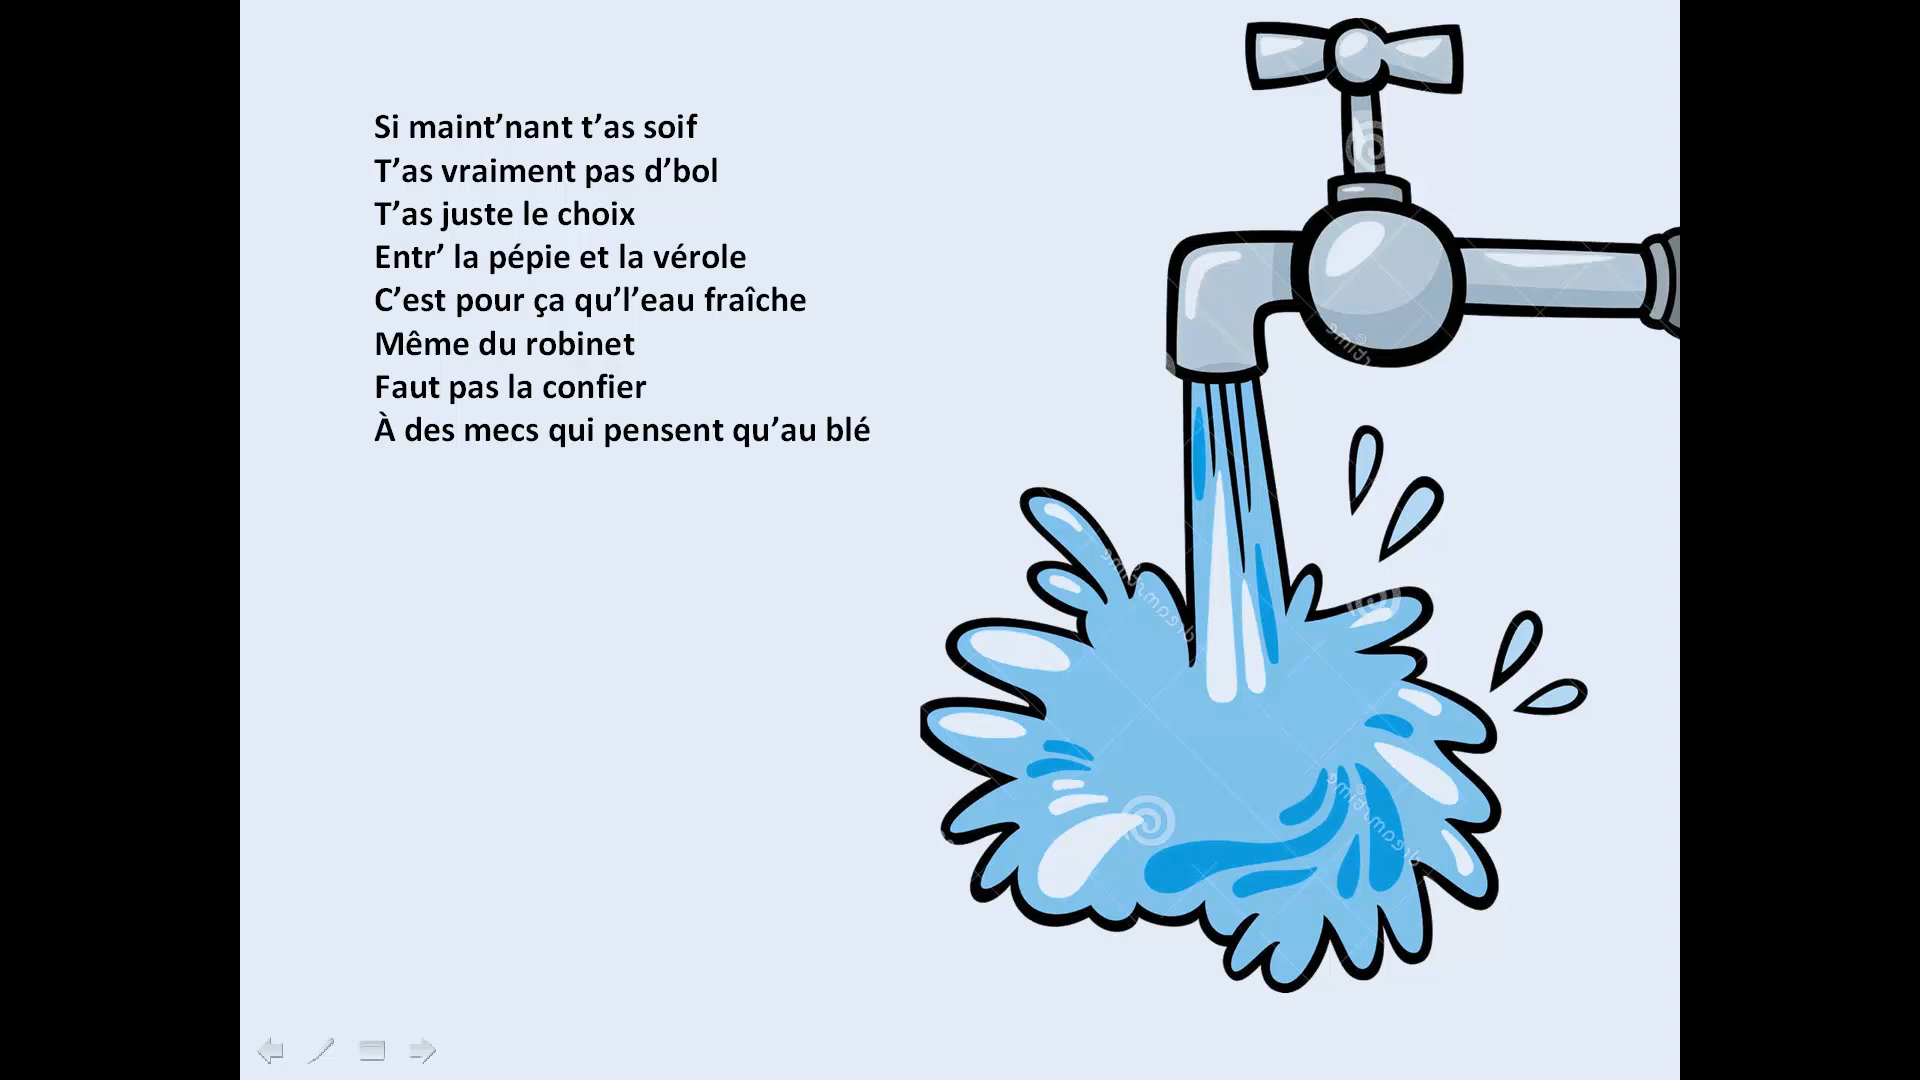 Si maint’nant t’as soif
T’as vraiment pas d’bol
T’as juste le choix
Entr’ la pépie et la vérole
C’est pour ça qu’l’eau fraîche
Même du robinet
Faut pas la confier
À des mecs qui pensent qu’au blé
dreamstime